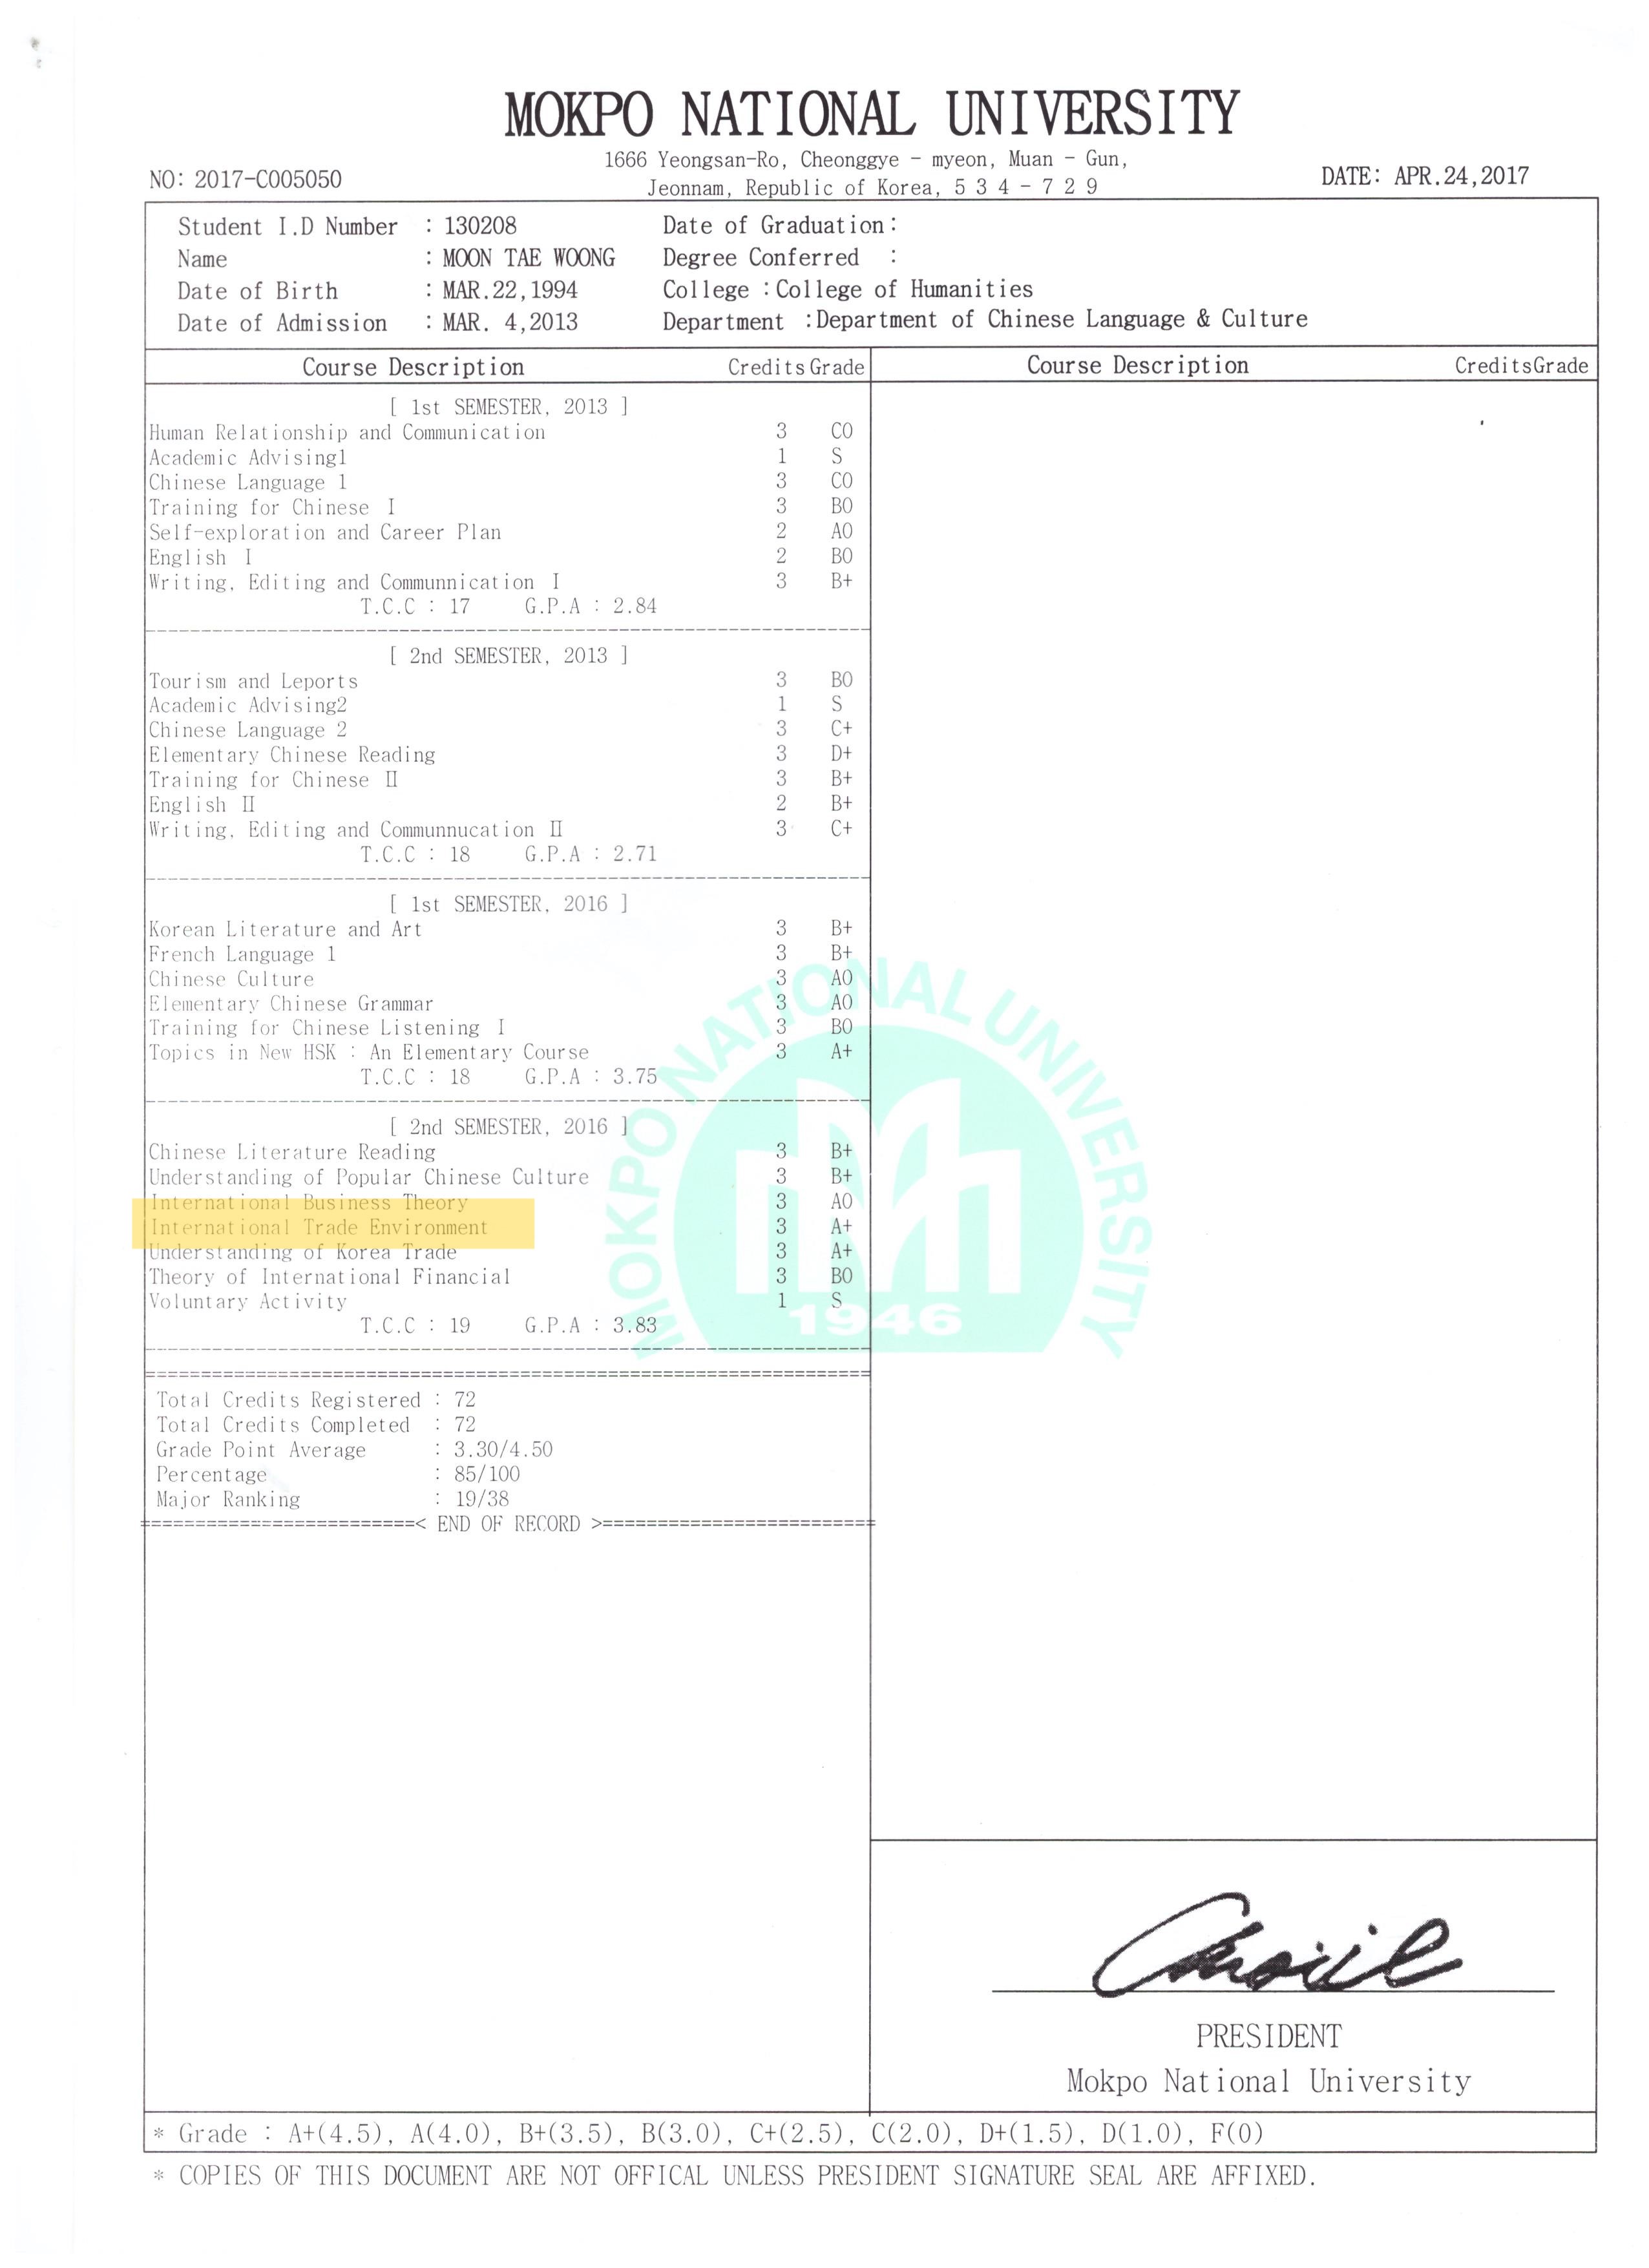 MOKPO NATIONAL UNIVERSITY
1666 Yeongsan-Ro, Cheonggye - myeon, Muan - Gun,
NO: 2017-C005050
Jeonnam, Republic of Korea, 5 3 4 - 7 2 9
DATE: APR.24,2017
Student I.D Number : 130208 Date of Graduation :
Name : MOON TAE WOONG Degree Conferred :
Date of Birth : MAR.22,1994 College : College of Humanities
Date of Admission : MAR. 4,2013 Department : Department of Chinese Language & Culture
Course Description Credits Grade Course Description Credits Grade
[ 1st SEMESTER, 2013 ]
Human Relationship and Communication 3 C0
Academic Advising1 1 S
Chinese Language 1 3 C0
Training for Chinese Ⅰ 3 B0
Self-exploration and Career Plan 2 A0
English Ⅰ 2 B0
Writing, Editing and Communnication Ⅰ 3 B+
T.C.C : 17 G.P.A : 2.84
[ 2nd SEMESTER, 2013 ]
Tourism and Leports 3 B0
Academic Advising2 1 S
Chinese Language 2 3 C+
Elementary Chinese Reading 3 D+
Training for Chinese Ⅱ 3 B+
English Ⅱ 2 B+
Writing, Editing and Communnucation Ⅱ 3 C+
T.C.C : 18 G.P.A : 2.71
[ 1st SEMESTER, 2016 ]
Korean Literature and Art 3 B+
French Language 1 3 B+
Chinese Culture 3 A0
Elementary Chinese Grammar 3 A0
Training for Chinese Listening Ⅰ 3 B0
Topics in New HSK : An Elementary Course 3 A+
T.C.C : 18 G.P.A : 3.75
[ 2nd SEMESTER, 2016 ]
Chinese Literature Reading 3 B+
Understanding of Popular Chinese Culture 3 B+
International Business Theory 3 A0
International Trade Environment 3 A+
Understanding of Korea Trade 3 A+
Theory of International Financial 3 B0
Voluntary Activity 1 S
T.C.C : 19 G.P.A : 3.83
MOKPO NATIONAL UNIVERSITY
1946
Total Credits Registered : 72
Total Credits Completed : 72
Grade Point Average : 3.30/4.50
Percentage : 85/100
Major Ranking : 19/38
< END OF RECORD >
PRESIDENT
Mokpo National University
* Grade : A+(4.5), A(4.0), B+(3.5), B(3.0), C+(2.5), C(2.0), D+(1.5), D(1.0), F(0)
* COPIES OF THIS DOCUMENT ARE NOT OFFICAL UNLESS PRESIDENT SIGNATURE SEAL ARE AFFIXED.